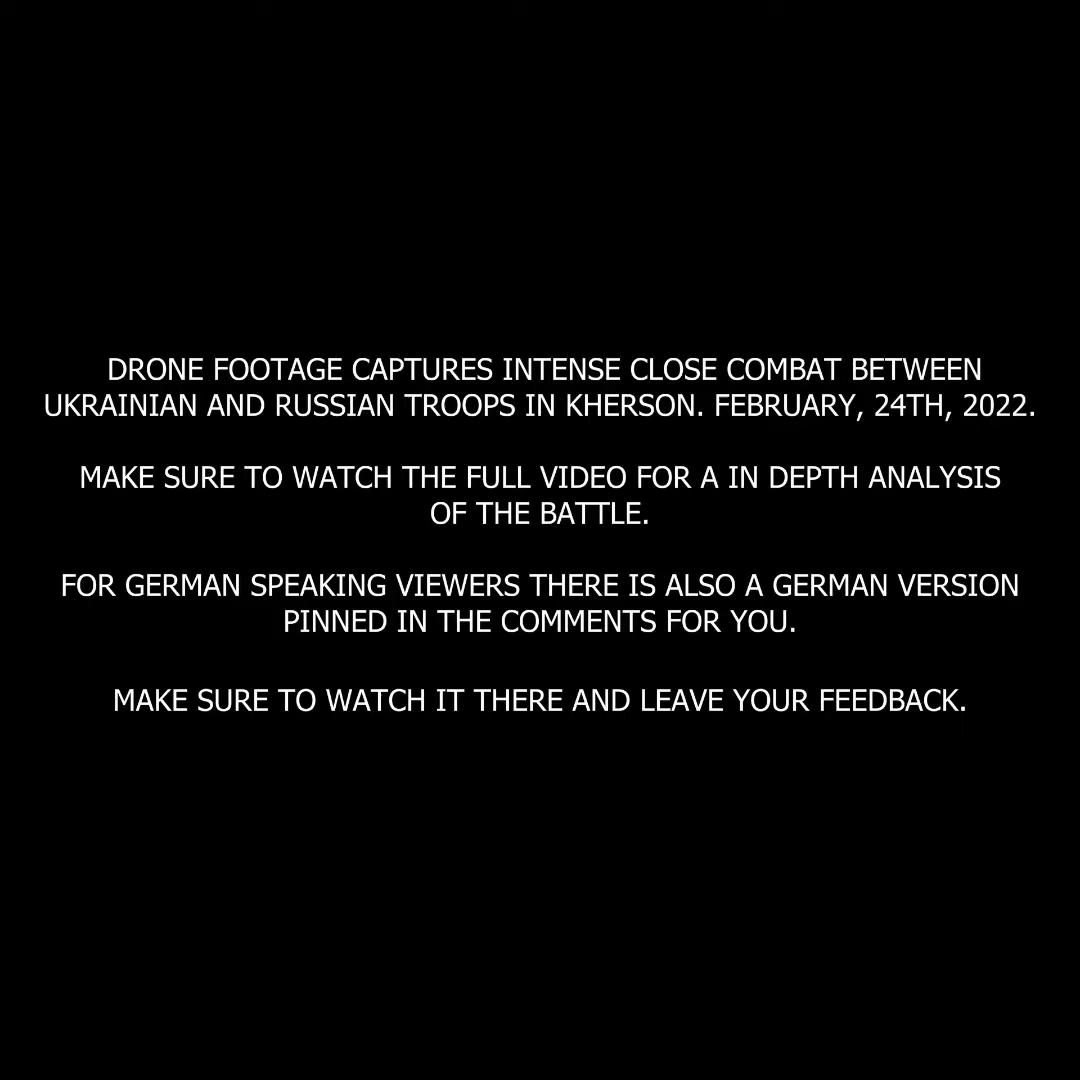 DRONE FOOTAGE CAPTURES INTENSE CLOSE COMBAT BETWEEN
UKRAINIAN AND RUSSIAN TROOPS IN KHERSON. FEBRUARY, 24TH, 2022.
MAKE SURE TO WATCH THE FULL VIDEO FOR A IN DEPTH ANALYSIS
OF THE BATTLE.
FOR GERMAN SPEAKING VIEWERS THERE IS ALSO A GERMAN VERSION
PINNED IN THE COMMENTS FOR YOU.
MAKE SURE TO WATCH IT THERE AND LEAVE YOUR FEEDBACK.